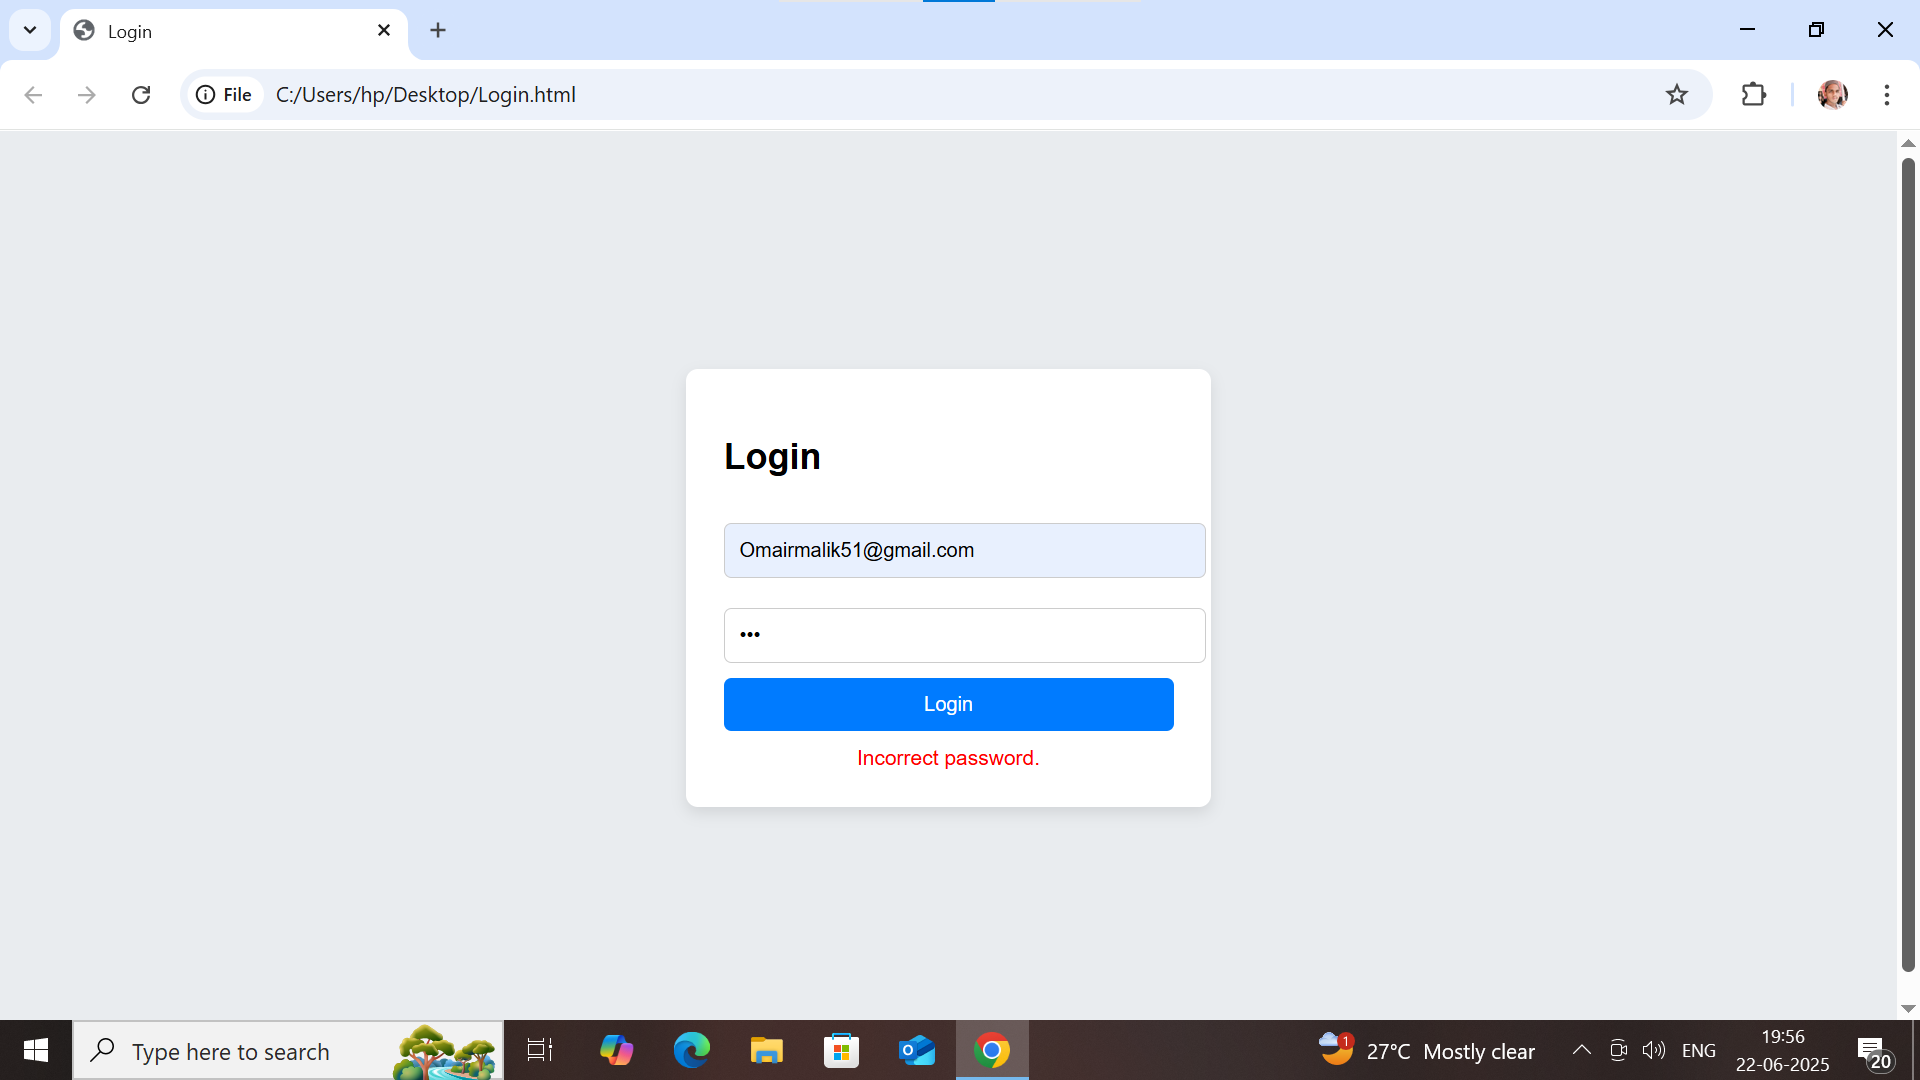 Login
File
C:/Users/hp/Desktop/Login.html
Login
Omairmalik51@gmail.com
•••
Login
Incorrect password.
Type here to search
1
27°C Mostly clear
ENG
19:56
22-06-2025
20